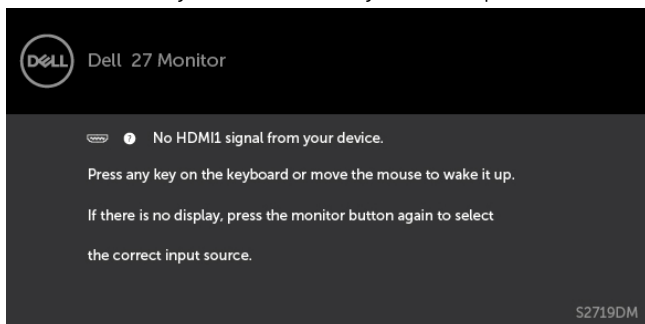 DELL
Dell 27 Monitor
? No HDMI1 signal from your device.
Press any key on the keyboard or move the mouse to wake it up.
If there is no display, press the monitor button again to select
the correct input source.
S2719DM